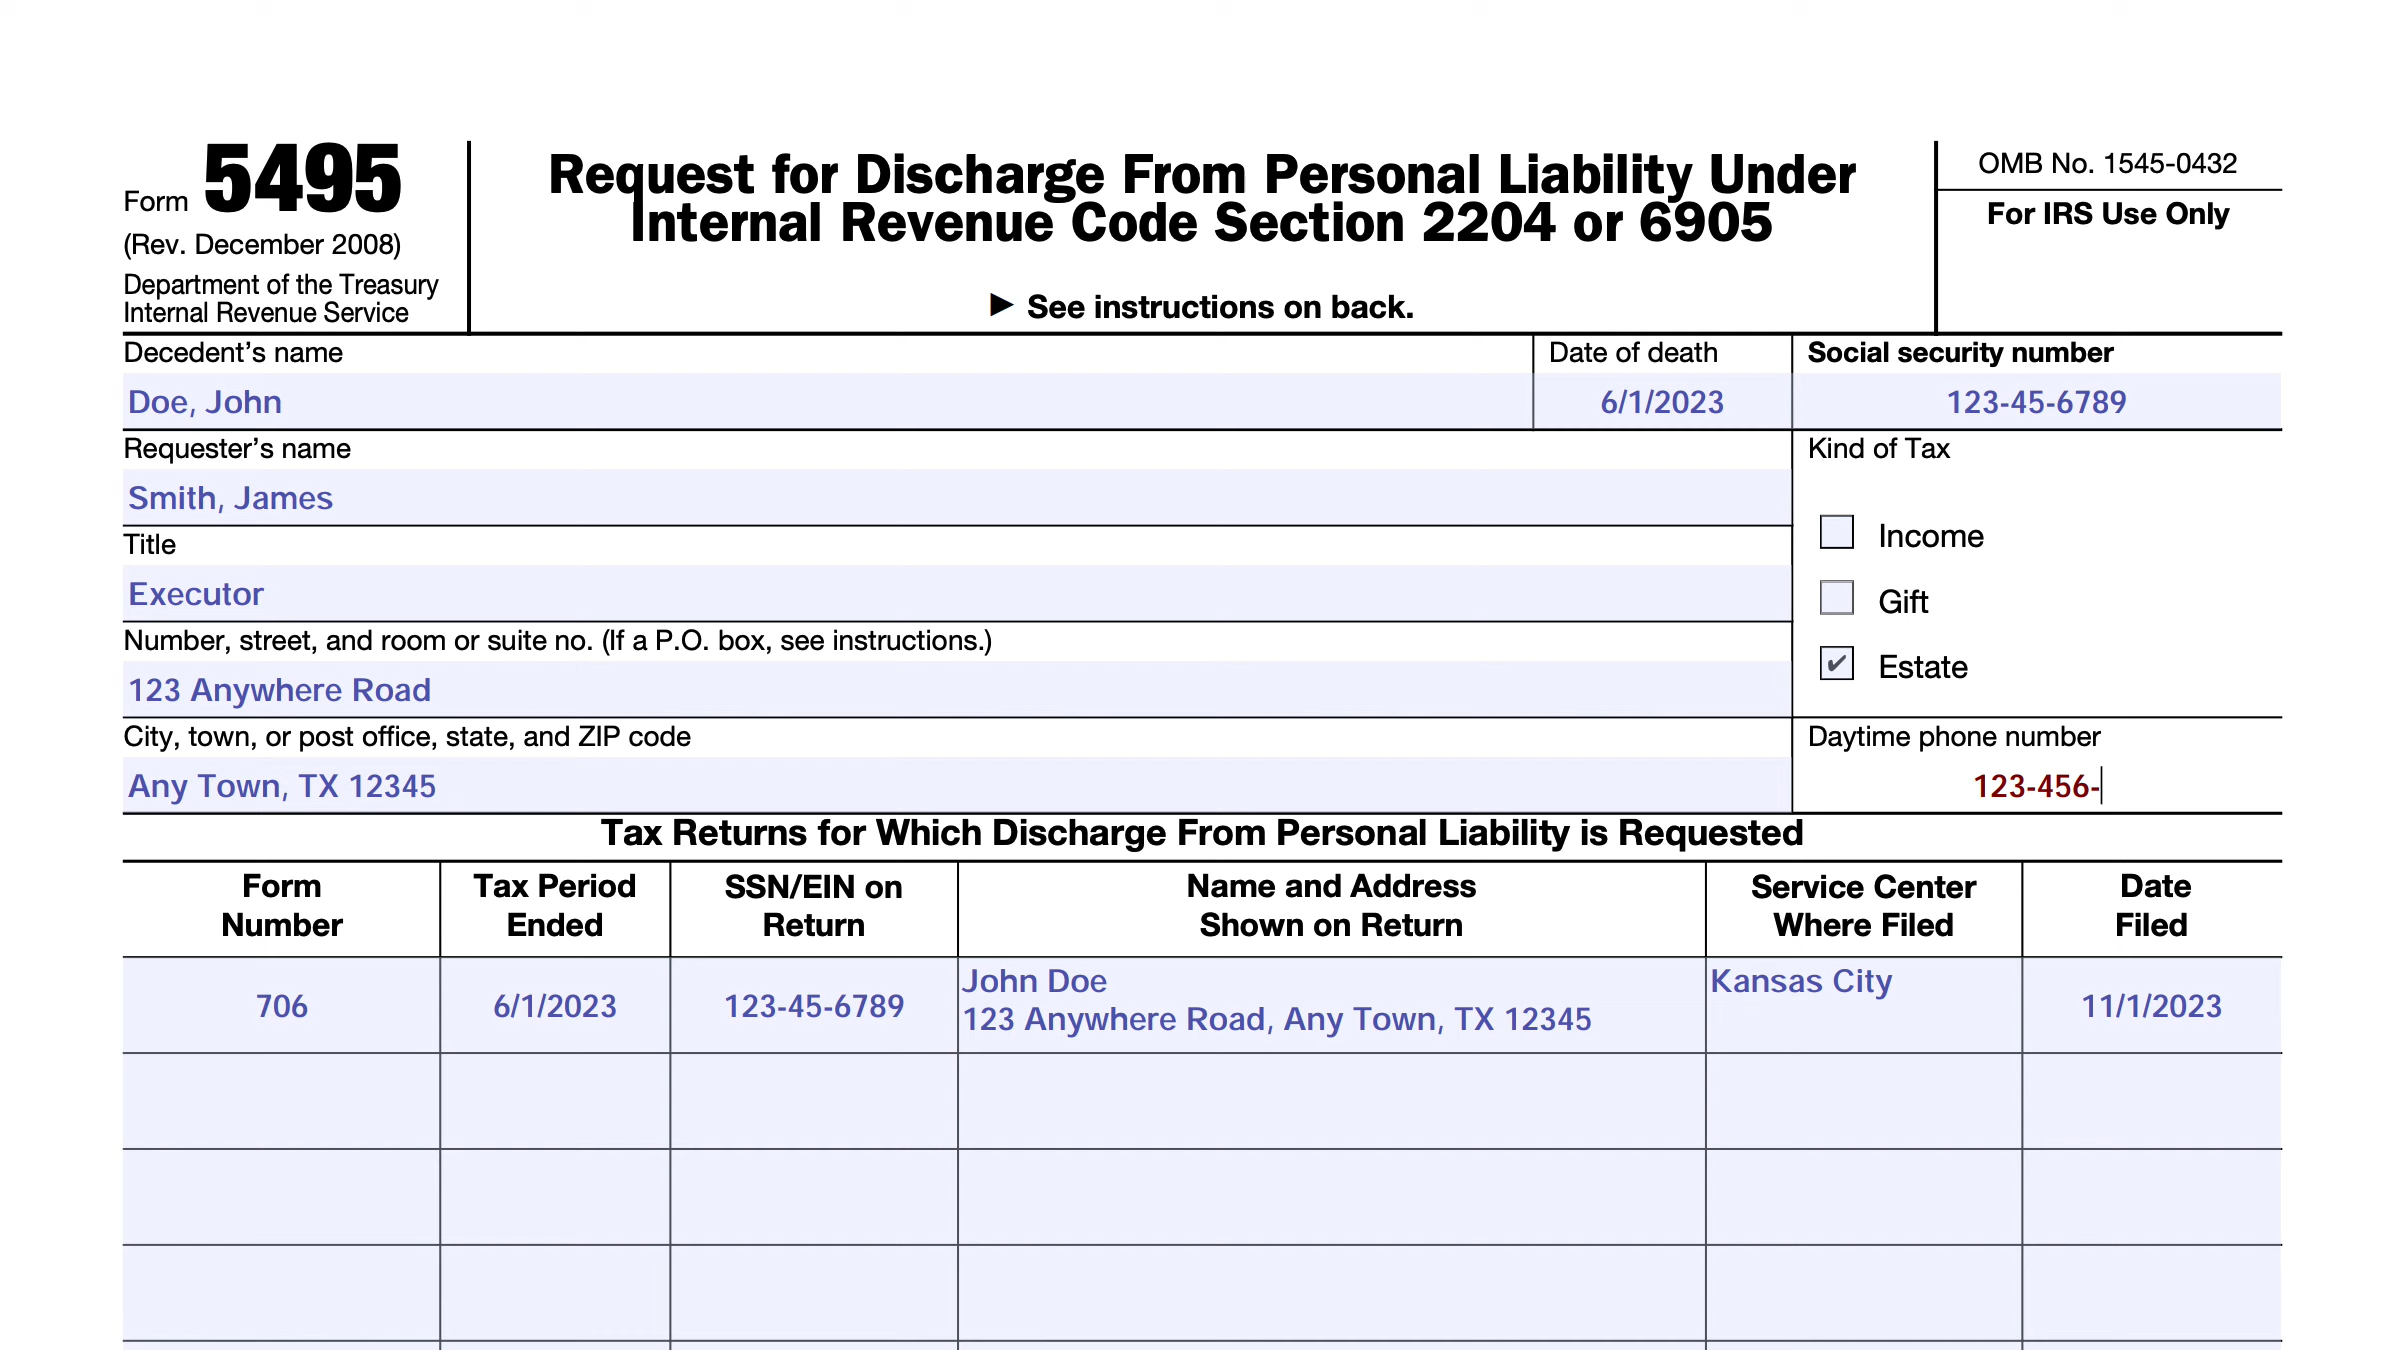 Form 5495
(Rev. December 2008)
Department of the Treasury
Internal Revenue Service
Request for Discharge From Personal Liability Under
Internal Revenue Code Section 2204 or 6905
► See instructions on back.
OMB No. 1545-0432
For IRS Use Only
Decedent’s name
Doe, John
Date of death
6/1/2023
Social security number
123-45-6789
Requester’s name
Smith, James
Title
Executor
Number, street, and room or suite no. (If a P.O. box, see instructions.)
123 Anywhere Road
City, town, or post office, state, and ZIP code
Any Town, TX 12345
Kind of Tax
Income
Gift
Estate
Daytime phone number
123-456-
Tax Returns for Which Discharge From Personal Liability is Requested
Form
Number
Tax Period
Ended
SSN/EIN on
Return
Name and Address
Shown on Return
Service Center
Where Filed
Date
Filed
706
6/1/2023
123-45-6789
John Doe
123 Anywhere Road, Any Town, TX 12345
Kansas City
11/1/2023